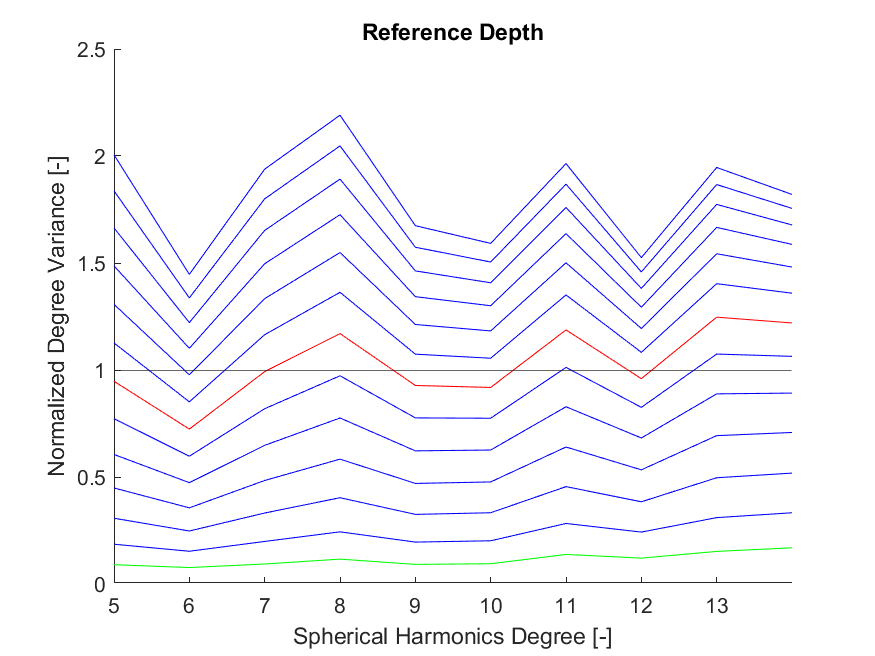 Reference Depth
Normalized Degree Variance [-]
2.5
2
1.5
1
0.5
0
5 6 7 8 9 10 11 12 13
Spherical Harmonics Degree [-]